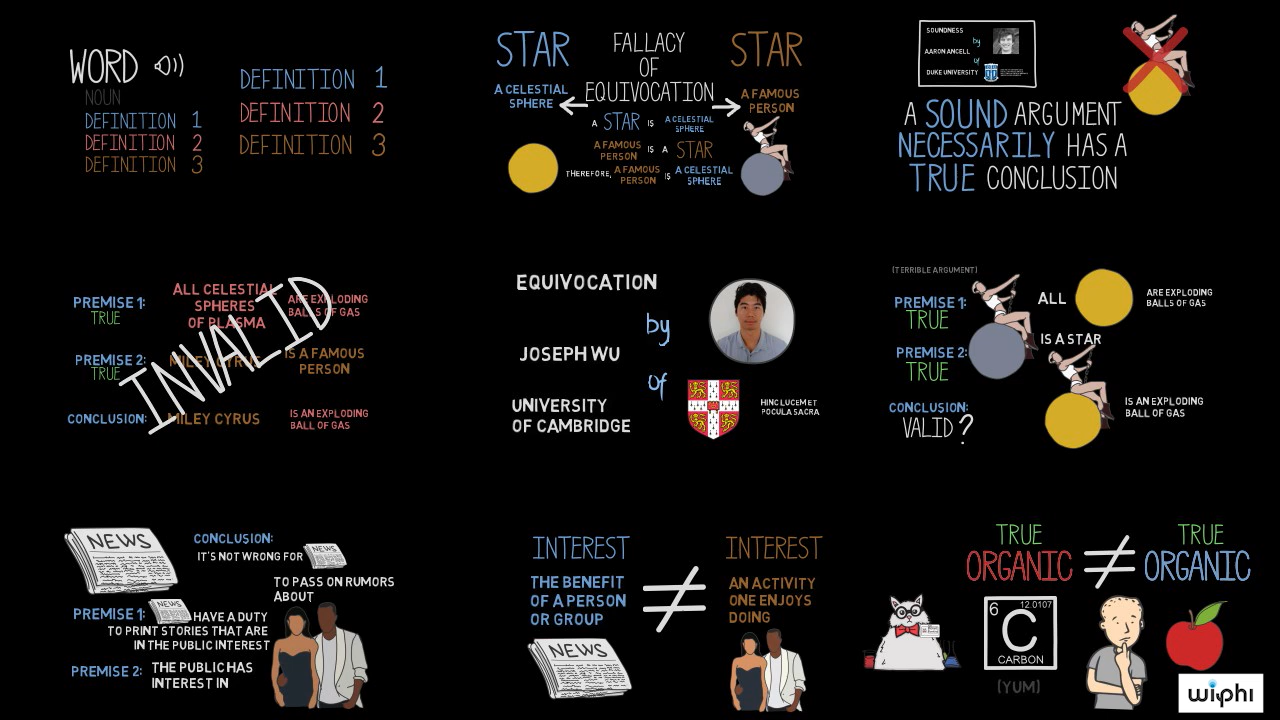 WORD
NOUN
DEFINITION 1
DEFINITION 2
DEFINITION 3
DEFINITION 1
DEFINITION 2
DEFINITION 3
STAR
A CELESTIAL
SPHERE
FALLACY
OF
EQUIVOCATION
STAR
A FAMOUS
PERSON
A STAR IS A CELESTIAL
SPHERE
A FAMOUS
PERSON IS A STAR
THEREFORE, A FAMOUS
PERSON IS A CELESTIAL
SPHERE
SOUNDNESS
by
AARON ANCELL
of
DUKE UNIVERSITY
A SOUND ARGUMENT
NECESSARILY HAS A
TRUE CONCLUSION
PREMISE 1:
TRUE
ALL CELESTIAL
SPHERES
OF PLASMA
ARE EXPLODING
BALLS OF GAS
PREMISE 2:
TRUE
MILEY CYRUS
IS A FAMOUS
PERSON
CONCLUSION:
MILEY CYRUS
IS AN EXPLODING
BALL OF GAS
INVALID
EQUIVOCATION
by
JOSEPH WU
of
UNIVERSITY
OF CAMBRIDGE
HINC LUCEM ET
POCULA SACRA
(TERRIBLE ARGUMENT)
PREMISE 1:
TRUE
ALL
ARE EXPLODING
BALLS OF GAS
PREMISE 2:
TRUE
IS A STAR
CONCLUSION:
VALID?
IS AN EXPLODING
BALL OF GAS
NEWS
CONCLUSION:
IT'S NOT WRONG FOR NEWS
TO PASS ON RUMORS
ABOUT
PREMISE 1: NEWS HAVE A DUTY
TO PRINT STORIES THAT ARE
IN THE PUBLIC INTEREST
PREMISE 2: THE PUBLIC HAS
INTEREST IN
INTEREST
THE BENEFIT
OF A PERSON
OR GROUP
NEWS
≠
INTEREST
AN ACTIVITY
ONE ENJOYS
DOING
TRUE
ORGANIC
≠
TRUE
ORGANIC
6 12.0107
C
CARBON
(YUM)
wiphi